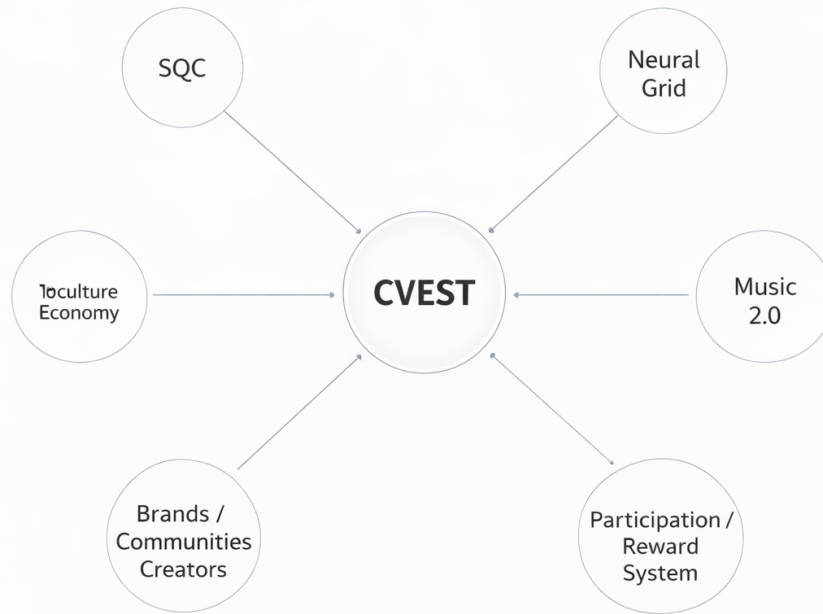 SQC
Neural
Grid
CVEST
Economy
Music
2.0
Brands /
Communities
Creators
Participation /
Reward
System